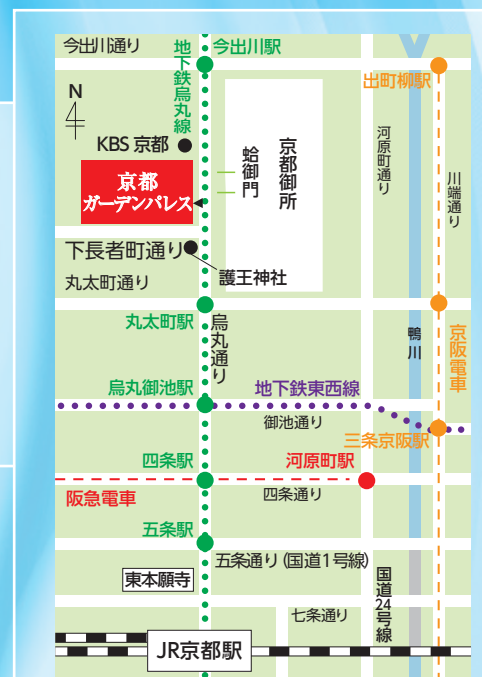 今出川通り
地下鉄烏丸線
今出川駅
出町柳駅
N
KBS 京都
京都
ガーデンパレス
蛤御門
京都御所
河原町通り
川端通り
下長者町通り
護王神社
丸太町通り
丸太町駅
烏丸通り
鴨川
京阪電車
烏丸御池駅
地下鉄東西線
御池通り
三条京阪駅
四条駅
河原町駅
阪急電車
四条通り
五条駅
五条通り(国道1号線)
東本願寺
国道24号線
七条通り
JR京都駅